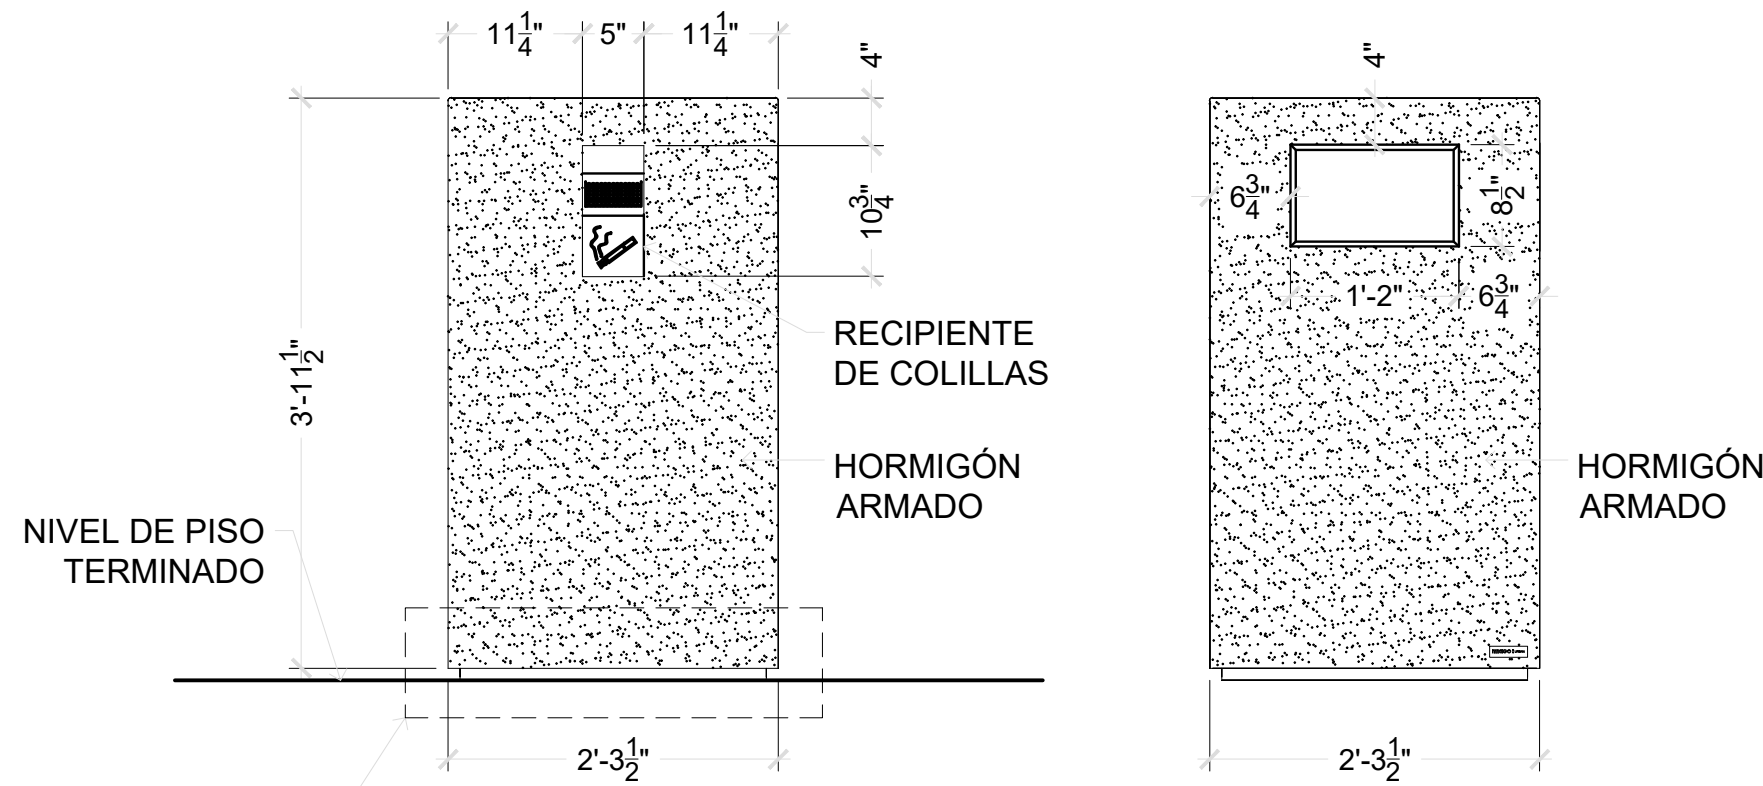 11 1/4" 5" 11 1/4"
4"
10 3/4"
3'-11 1/2"
RECIPIENTE
DE COLILLAS
HORMIGÓN
ARMADO
NIVEL DE PISO
TERMINADO
2'-3 1/2"
4"
6 3/4"
8 1/2"
1'-2" 6 3/4"
HORMIGÓN
ARMADO
2'-3 1/2"